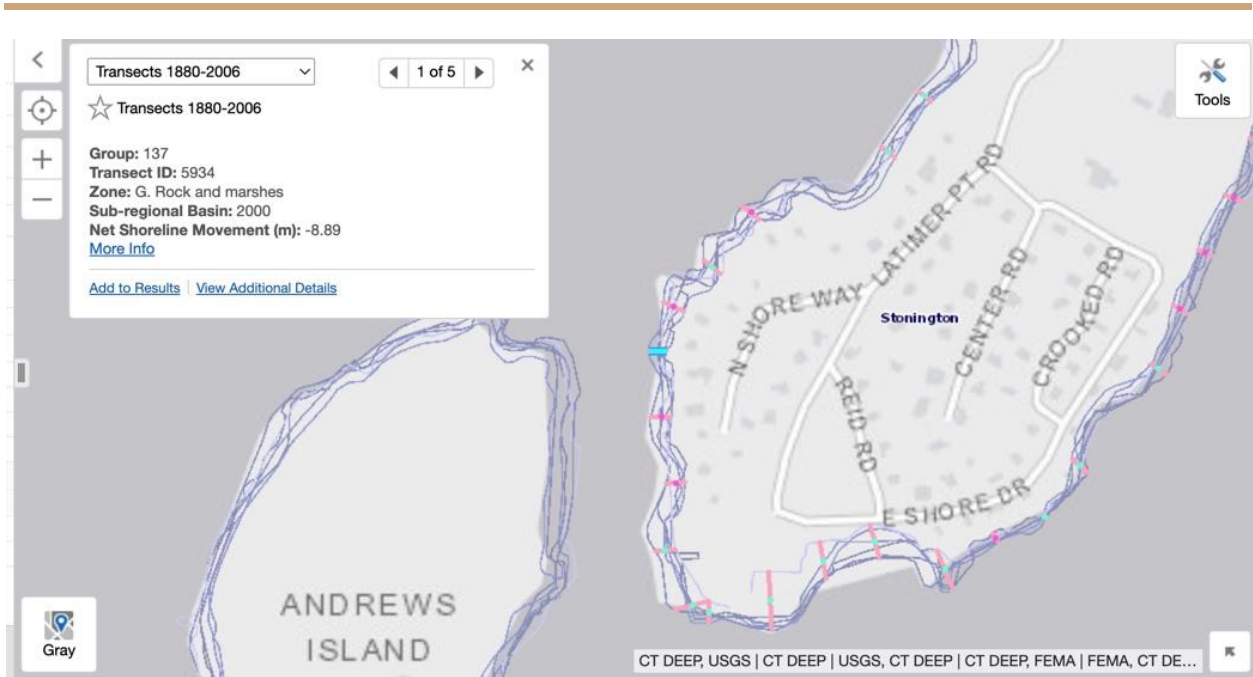 Transects 1880-2006
1 of 5
Transects 1880-2006
Group: 137
Transect ID: 5934
Zone: G. Rock and marshes
Sub-regional Basin: 2000
Net Shoreline Movement (m): -8.89
More Info
Add to Results View Additional Details
Tools
N SHORE WAY
LATIMER PT RD
Stonington
CENTER RD
CROOKED RD
REID RD
E SHORE DR
ANDREWS
ISLAND
Gray
CT DEEP, USGS | CT DEEP | USGS, CT DEEP | CT DEEP, FEMA | FEMA, CT DE...